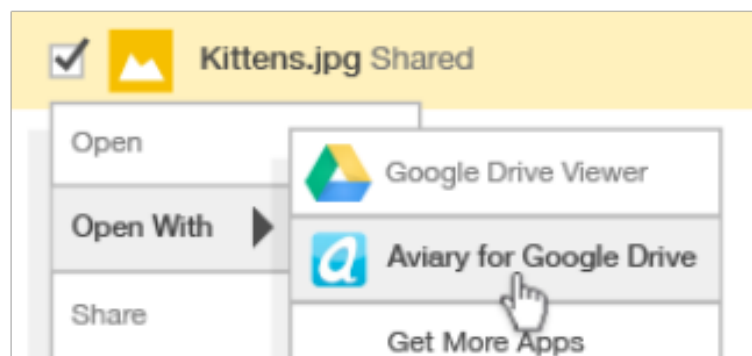 Kittens.jpg Shared
Open
Google Drive Viewer
Open With
Aviary for Google Drive
Share
Get More Apps